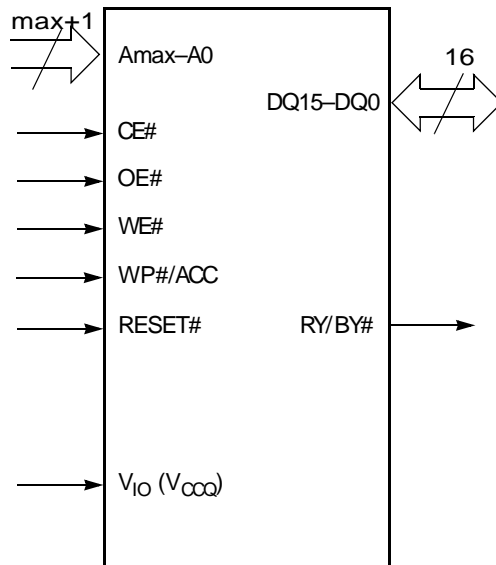 max+1
Amax–A0
16
DQ15–DQ0
CE#
OE#
WE#
WP#/ACC
RESET#
RY/BY#
VIO (VCCQ)